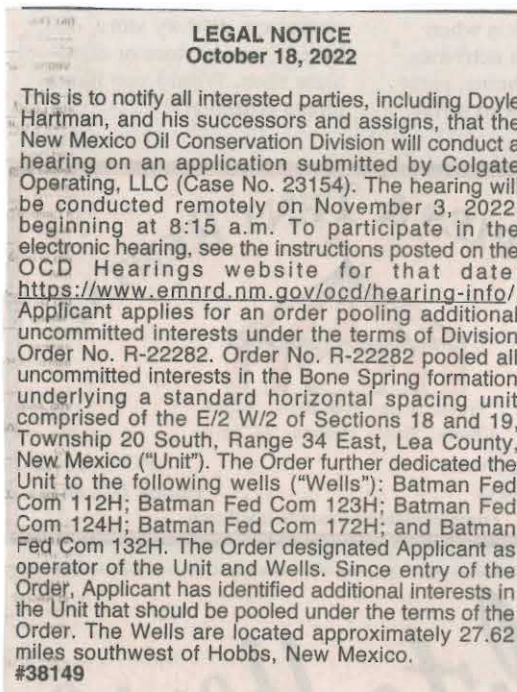 LEGAL NOTICE
October 18, 2022
This is to notify all interested parties, including Doyle
Hartman, and his successors and assigns, that the
New Mexico Oil Conservation Division will conduct a
hearing on an application submitted by Colgate
Operating, LLC (Case No. 23154). The hearing will
be conducted remotely on November 3, 2022
beginning at 8:15 a.m. To participate in the
electronic hearing, see the instructions posted on the
OCD Hearings website for that date
https://www.emnrd.nm.gov/ocd/hearing-info/
Applicant applies for an order pooling additional
uncommitted interests under the terms of Division
Order No. R-22282. Order No. R-22282 pooled all
uncommitted interests in the Bone Spring formation
underlying a standard horizontal spacing unit
comprised of the E/2 W/2 of Sections 18 and 19,
Township 20 South, Range 34 East, Lea County,
New Mexico ("Unit"). The Order further dedicated the
Unit to the following wells ("Wells"): Batman Fed
Com 112H; Batman Fed Com 123H; Batman Fed
Com 124H; Batman Fed Com 172H; and Batman
Fed Com 132H. The Order designated Applicant as
operator of the Unit and Wells. Since entry of the
Order, Applicant has identified additional interests in
the Unit that should be pooled under the terms of the
Order. The Wells are located approximately 27.62
miles southwest of Hobbs, New Mexico.
#38149